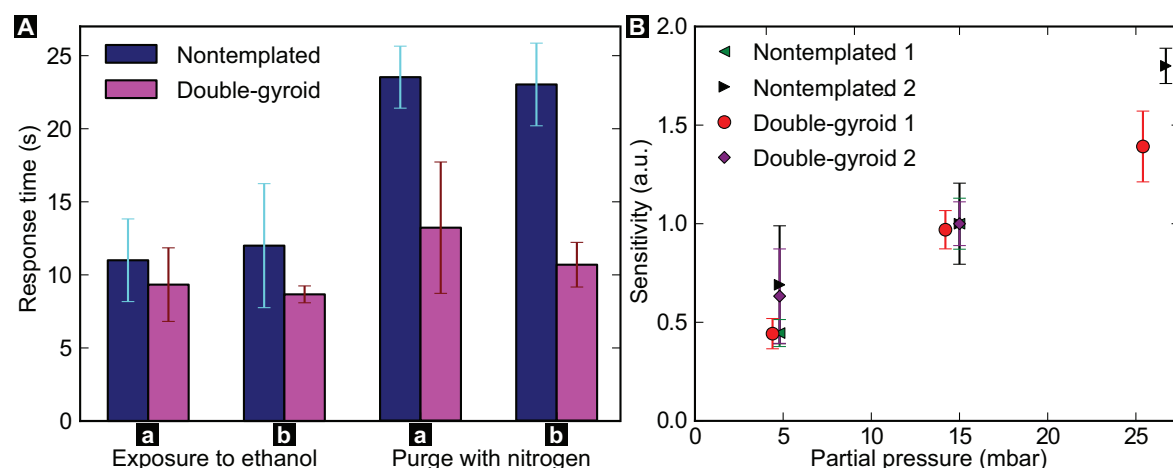 A
Response time (s)
25
20
15
10
5
0
Nontemplated
Double-gyroid
a
b
a
b
Exposure to ethanol
Purge with nitrogen
B
Sensitivity (a.u.)
2.0
1.5
1.0
0.5
0.0
Nontemplated 1
Nontemplated 2
Double-gyroid 1
Double-gyroid 2
0
5
10
15
20
25
Partial pressure (mbar)